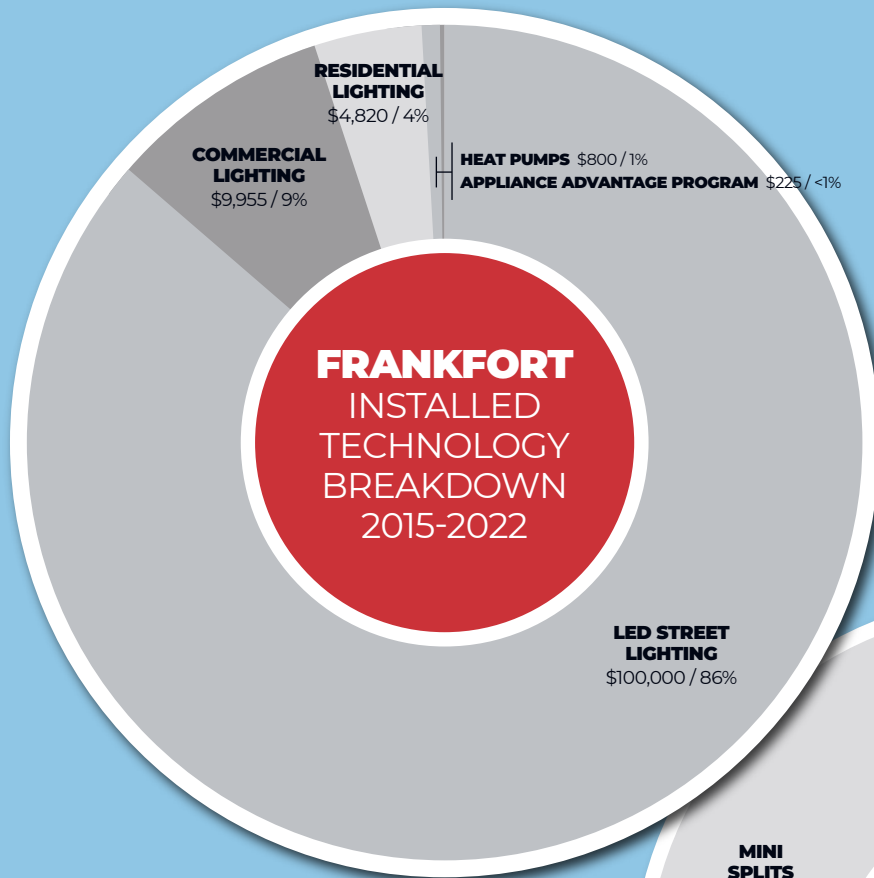 RESIDENTIAL
LIGHTING
$4,820 / 4%
COMMERCIAL
LIGHTING
$9,955 / 9%
HEAT PUMPS $800 / 1%
APPLIANCE ADVANTAGE PROGRAM $225 / <1%
FRANKFORT
INSTALLED
TECHNOLOGY
BREAKDOWN
2015-2022
LED STREET
LIGHTING
$100,000 / 86%
MINI
SPLITS